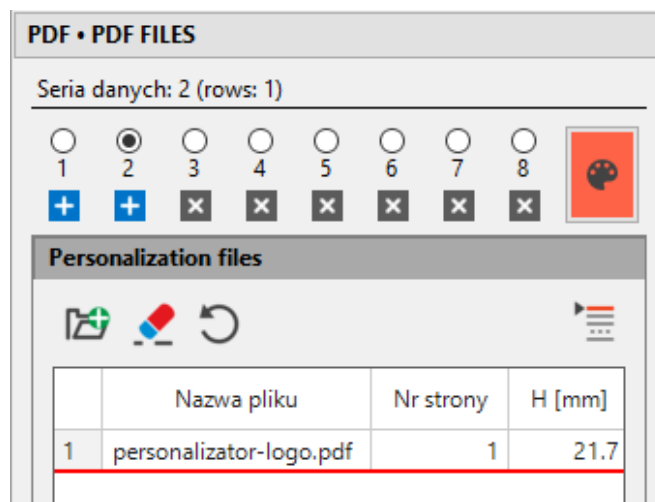 PDF • PDF FILES
Seria danych: 2 (rows: 1)
1 2 3 4 5 6 7 8
Personalization files
Nazwa pliku Nr strony H [mm]
1 personalizator-logo.pdf 1 21.7